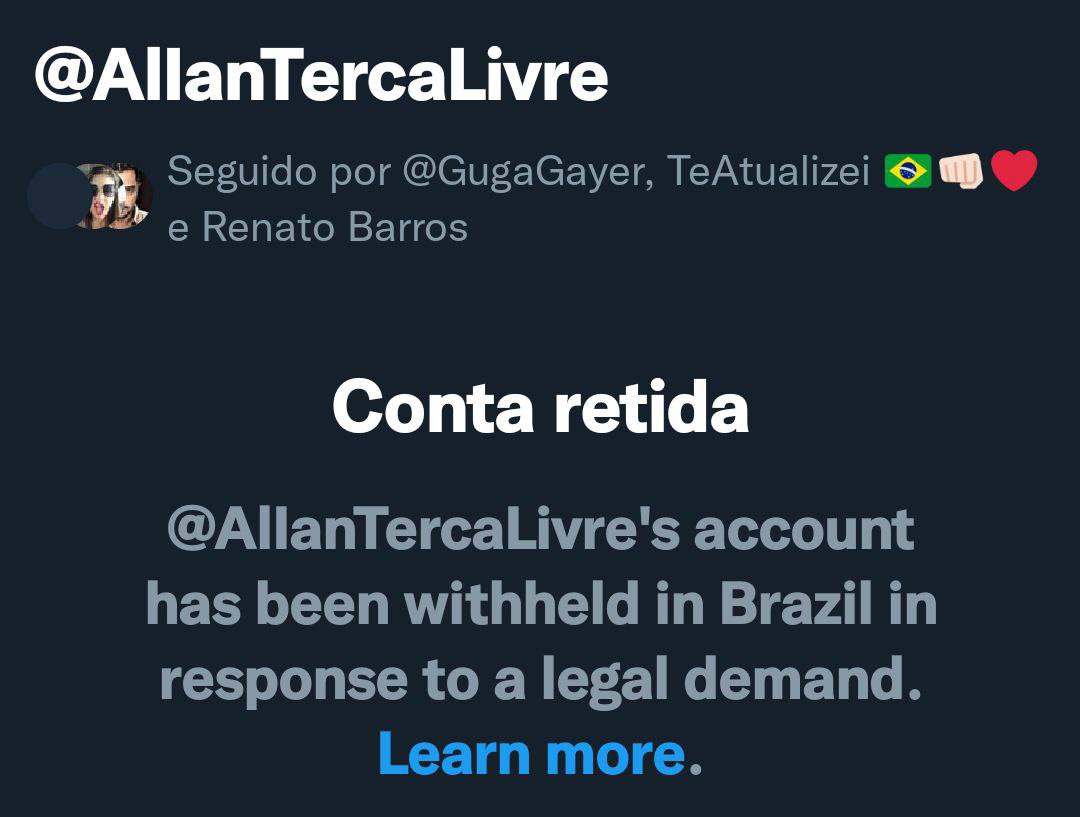 @AllanTercaLivre
Seguido por @GugaGayer, TeAtualizei 🇧🇷👊🏻❤️
e Renato Barros
Conta retida
@AllanTercaLivre's account
has been withheld in Brazil in
response to a legal demand.
Learn more.